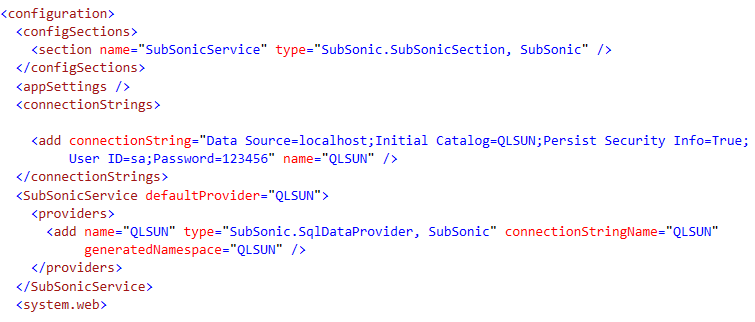 <configuration>
<configSections>
<section name="SubSonicService" type="SubSonic.SubSonicSection, SubSonic" />
</configSections>
<appSettings />
<connectionStrings>
<add connectionString="Data Source=localhost;Initial Catalog=QLSUN;Persist Security Info=True;
User ID=sa;Password=123456" name="QLSUN" />
</connectionStrings>
<SubSonicService defaultProvider="QLSUN">
<providers>
<add name="QLSUN" type="SubSonic.SqlDataProvider, SubSonic" connectionStringName="QLSUN"
generatedNamespace="QLSUN" />
</providers>
</SubSonicService>
<system.web>